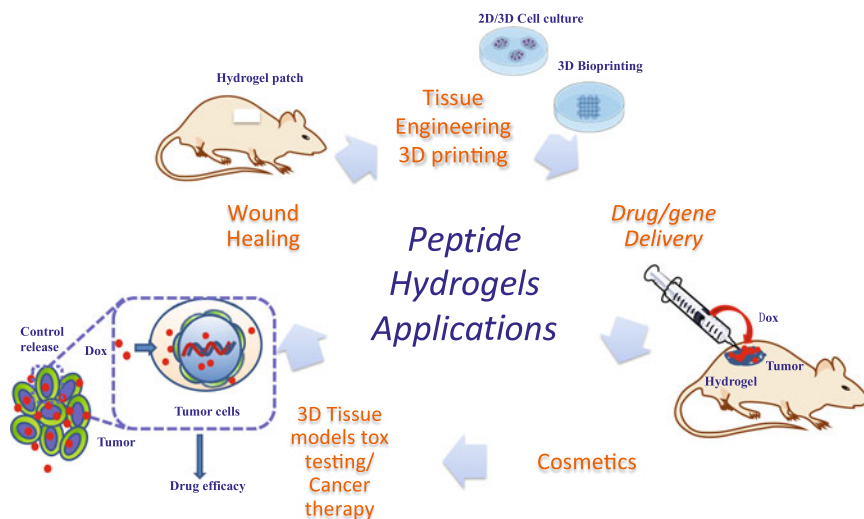 2D/3D Cell culture
3D Bioprinting
Hydrogel patch
Tissue
Engineering
3D printing
Wound
Healing
Drug/gene
Delivery
Peptide
Hydrogels
Applications
Control
release
Dox
Tumor cells
Tumor
Drug efficacy
Dox
Tumor
Hydrogel
3D Tissue
models tox
testing/
Cancer
therapy
Cosmetics